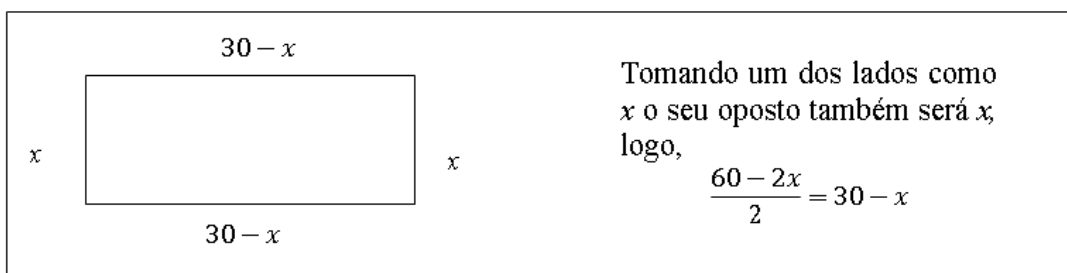 30 − x
x
x
30 − x
Tomando um dos lados como
x o seu oposto também será x,
logo,
(60 − 2x)/2 = 30 − x